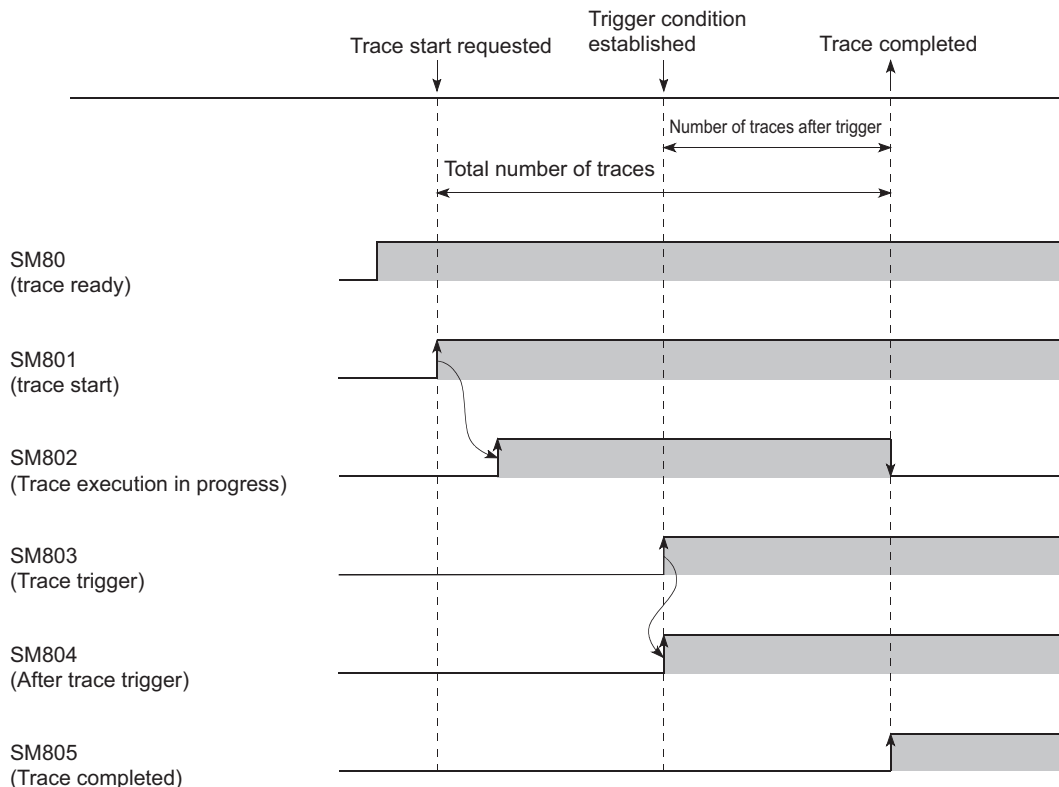 Trigger condition
established
Trace start requested
Trace completed
Number of traces after trigger
Total number of traces
SM80
(trace ready)
SM801
(trace start)
SM802
(Trace execution in progress)
SM803
(Trace trigger)
SM804
(After trace trigger)
SM805
(Trace completed)